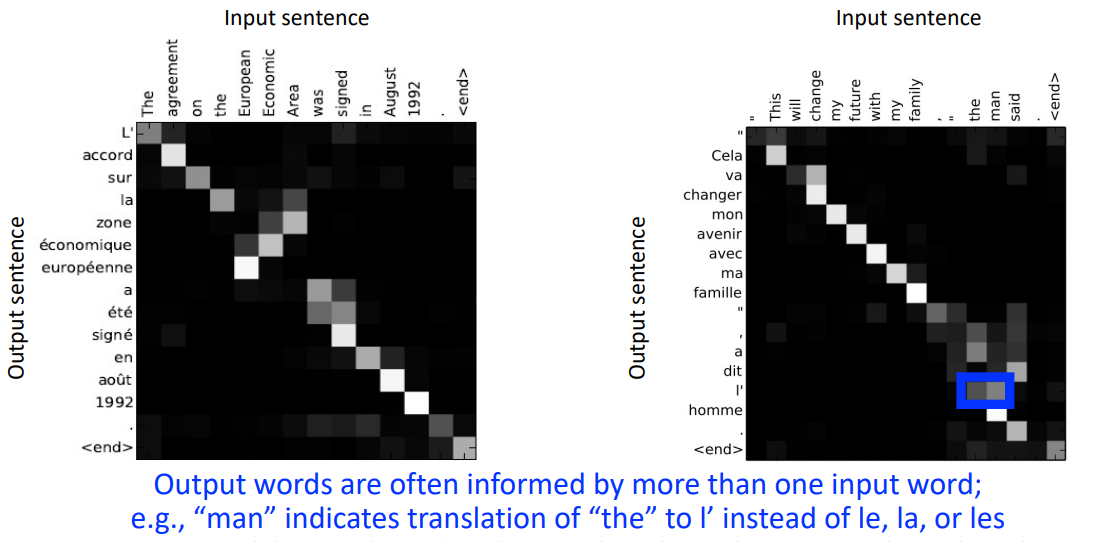 Input sentence
The agreement on the European Economic Area was signed in August 1992 . <end>
Output sentence
L'
accord
sur
la
zone
économique
européenne
a
été
signé
en
août
1992
.
<end>
Input sentence
" This will change my future with my family , " the man said . <end>
Output sentence
"
Cela
va
changer
mon
avenir
avec
ma
famille
"
,
a
dit
l'
homme
.
<end>
Output words are often informed by more than one input word;
e.g., “man” indicates translation of “the” to l’ instead of le, la, or les